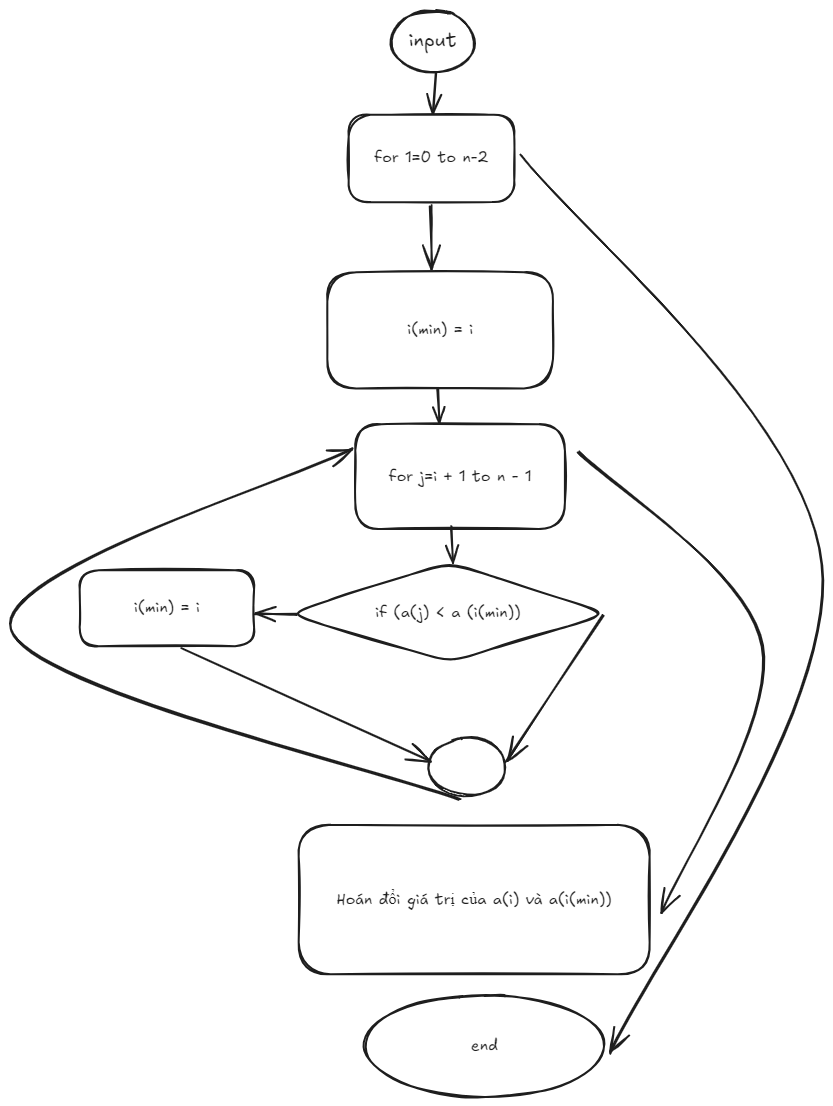 input
for 1=0 to n-2
i(min) = i
for j=i + 1 to n - 1
if (a(j) < a (i(min))
i(min) = i
Hoán đổi giá trị của a(i) và a(i(min))
end